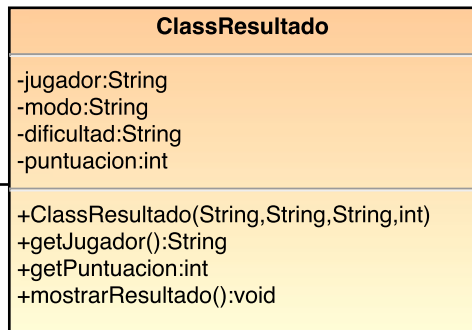 ClassResultado
-jugador:String
-modo:String
-dificultad:String
-puntuacion:int
+ClassResultado(String,String,String,int)
+getJugador():String
+getPuntuacion:int
+mostrarResultado():void